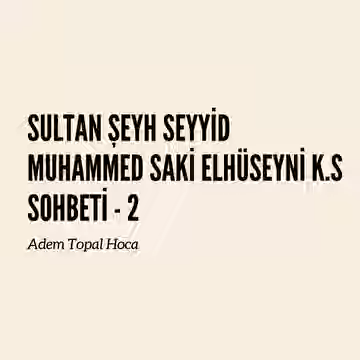 SULTAN ŞEYH SEYYİD
MUHAMMED SAKİ ELHÜSEYNİ K.S
SOHBETİ - 2
Adem Topal Hoca